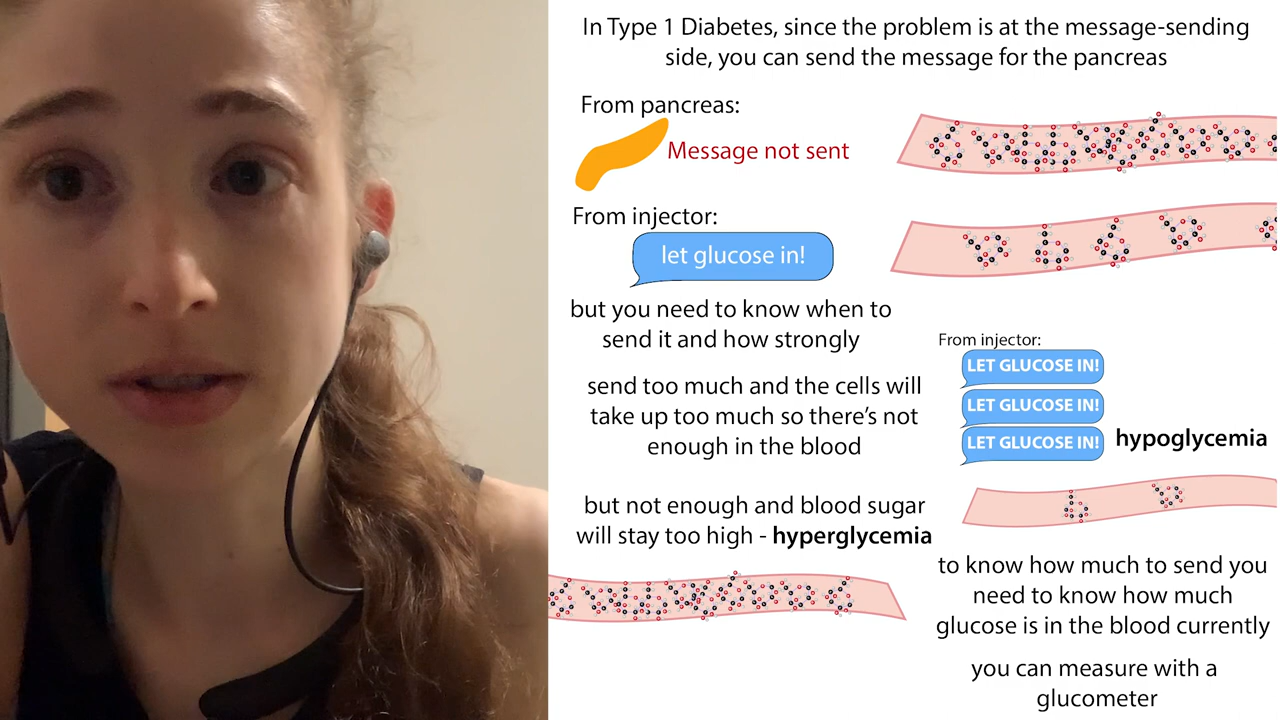 In Type 1 Diabetes, since the problem is at the message-sending
side, you can send the message for the pancreas
From pancreas:
Message not sent
From injector:
let glucose in!
but you need to know when to
send it and how strongly
From injector:
LET GLUCOSE IN!
LET GLUCOSE IN!
LET GLUCOSE IN!
hypoglycemia
send too much and the cells will
take up too much so there’s not
enough in the blood
but not enough and blood sugar
will stay too high - hyperglycemia
to know how much to send you
need to know how much
glucose is in the blood currently
you can measure with a
glucometer